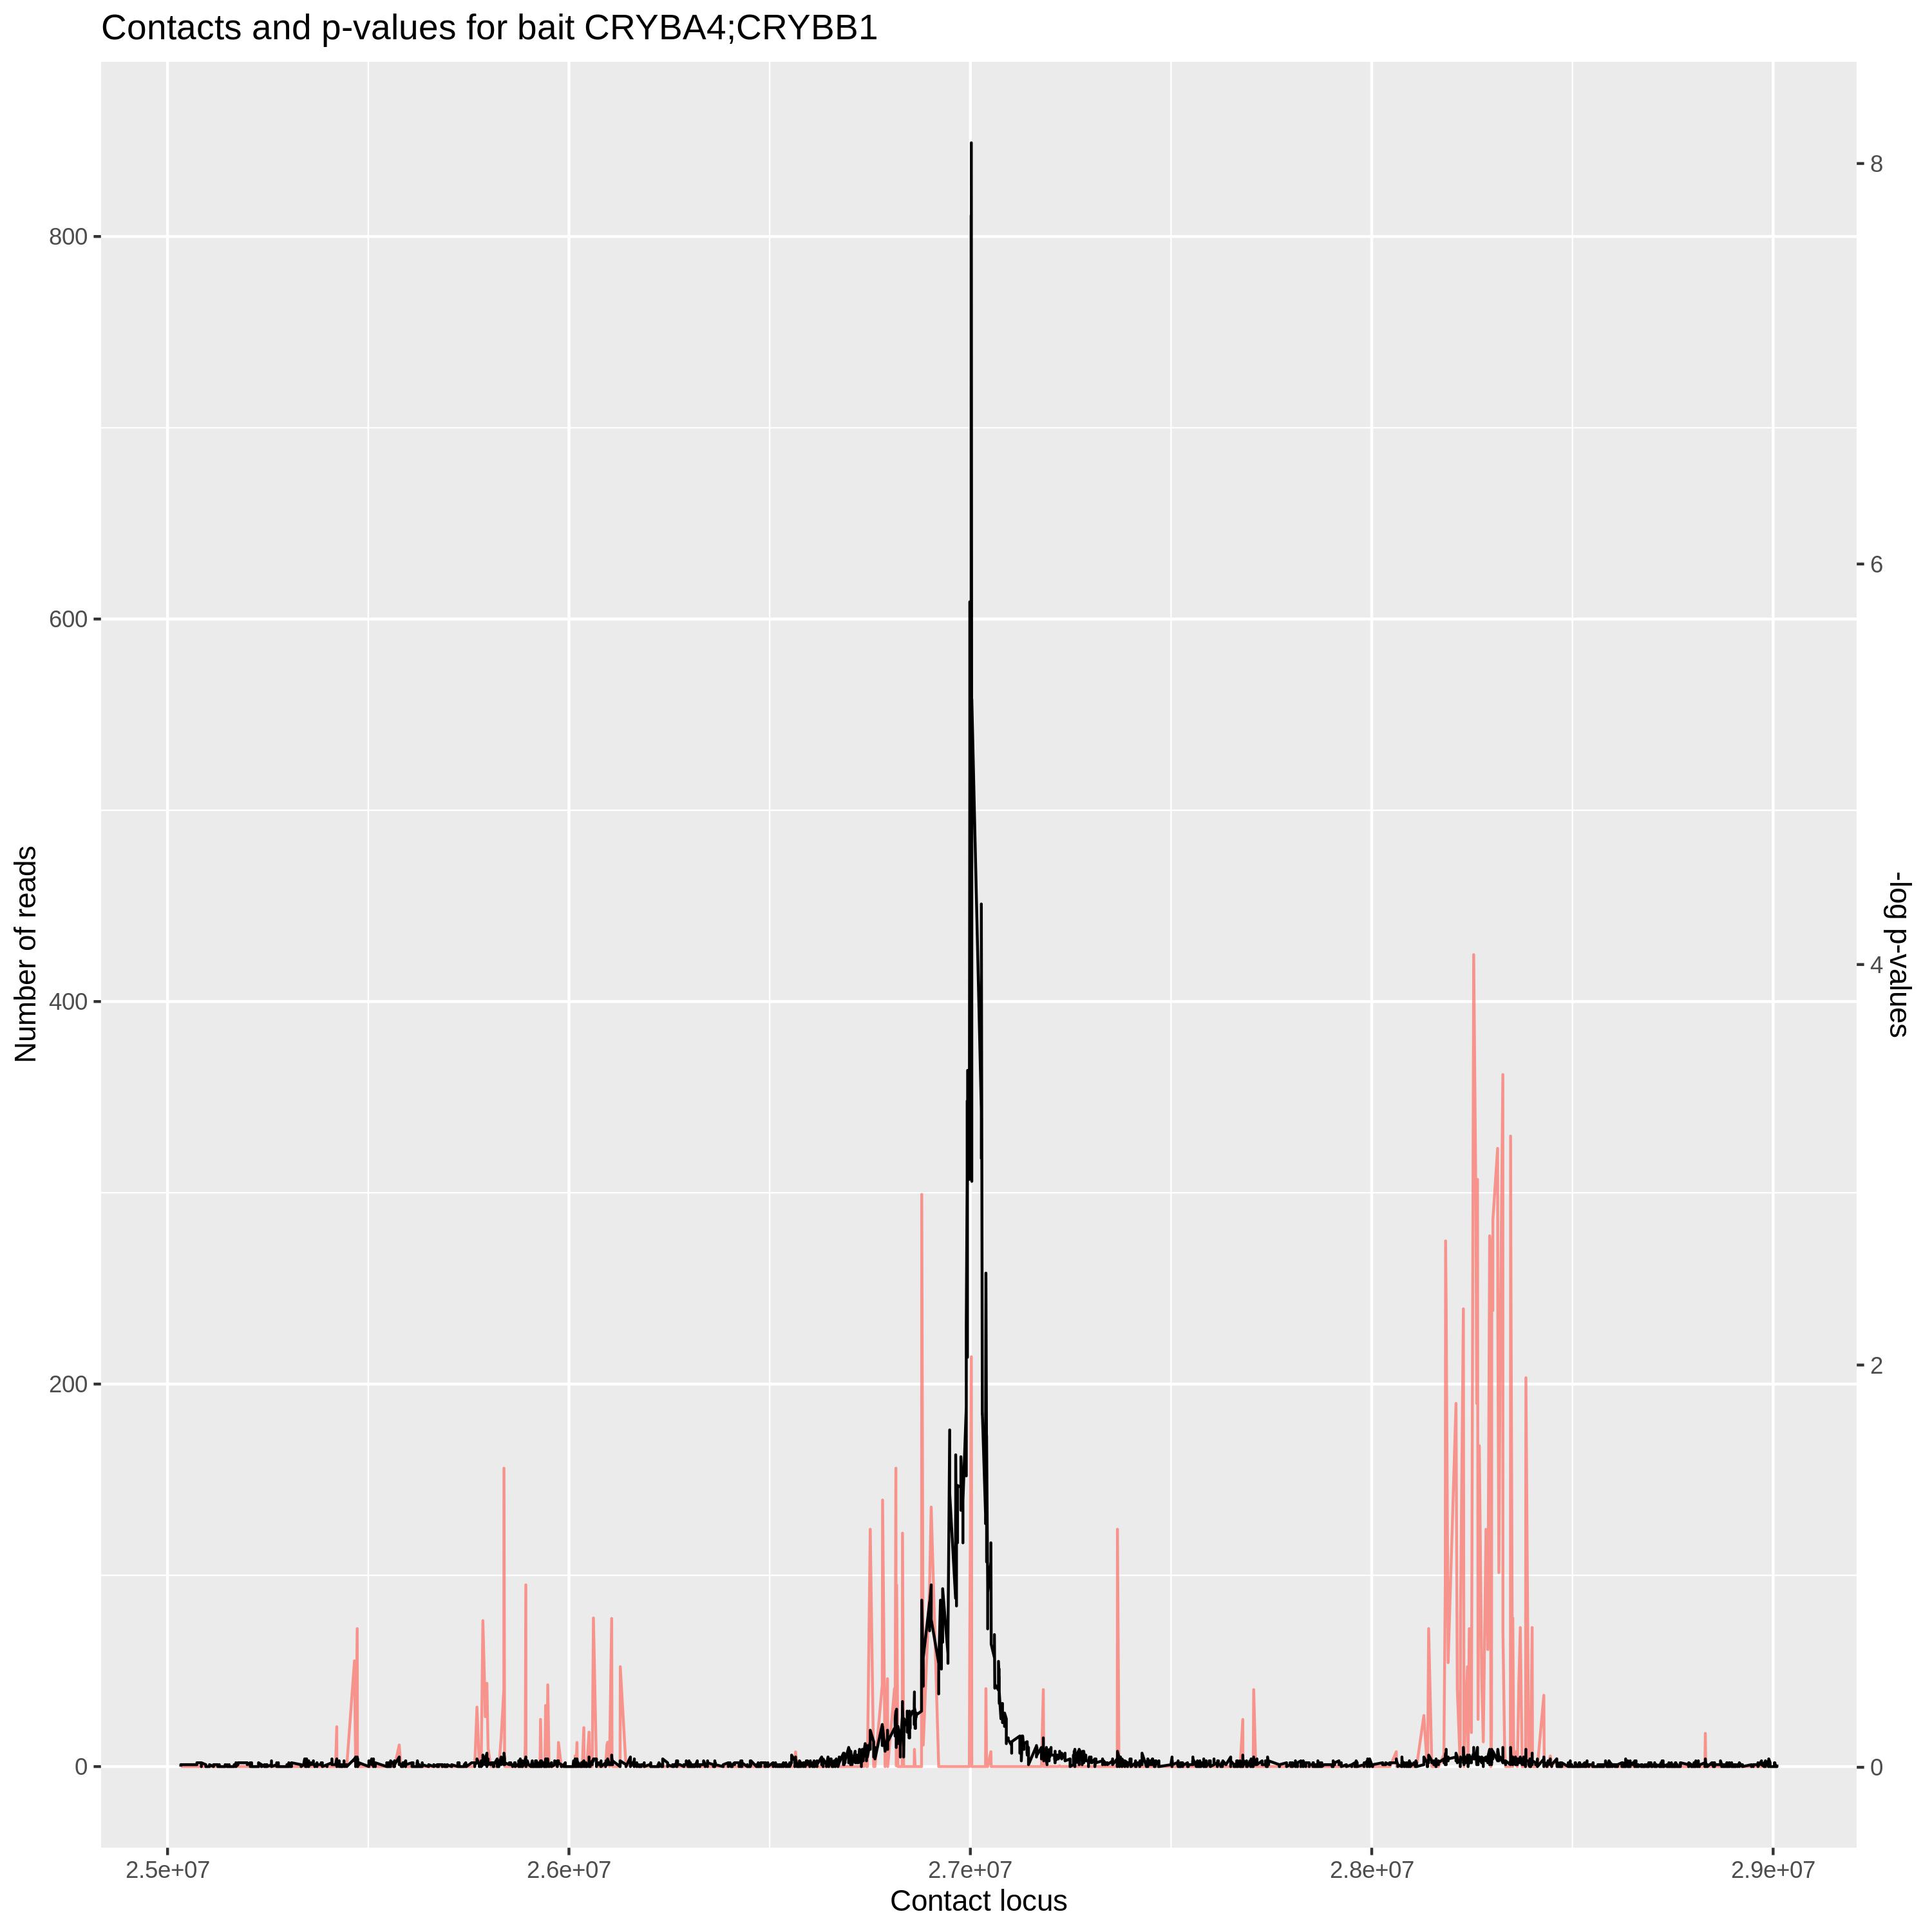 Contacts and p-values for bait CRYBA4;CRYBB1
800
600
400
200
0
Number of reads
8
6
4
2
0
-log p-values
2.5e+07
2.6e+07
2.7e+07
2.8e+07
2.9e+07
Contact locus